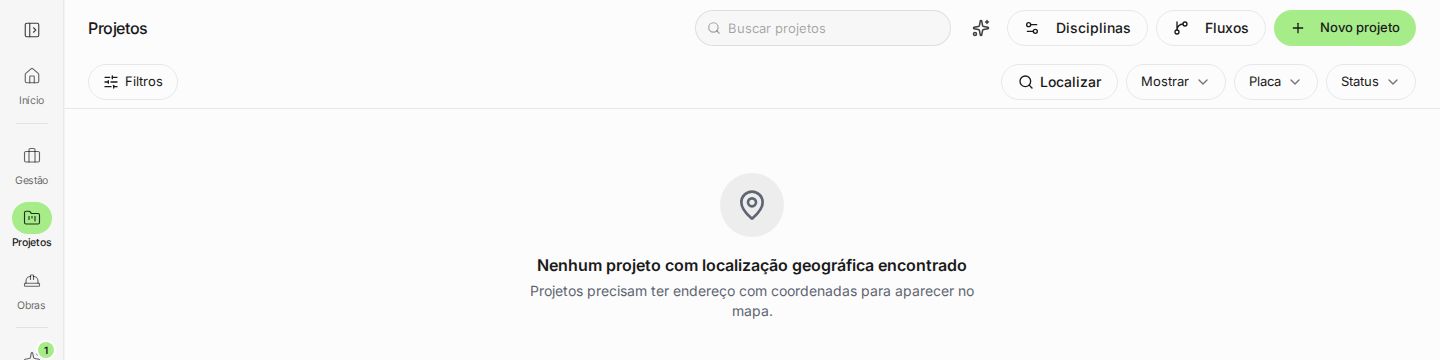 Projetos
Buscar projetos
Disciplinas
Fluxos
Novo projeto
Filtros
Localizar
Mostrar
Placa
Status
Início
Gestão
Projetos
Obras
1
Nenhum projeto com localização geográfica encontrado
Projetos precisam ter endereço com coordenadas para aparecer no
mapa.